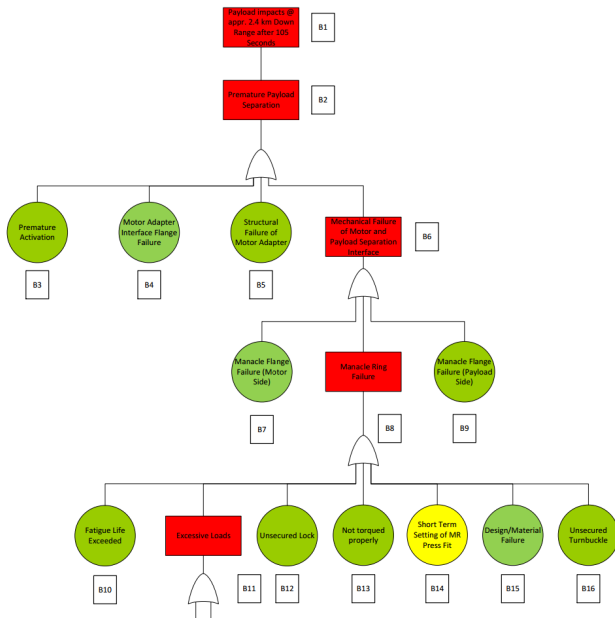 Payload impacts @
appr. 2.4 km Down
Range after 105
Seconds
B1
Premature Payload
Separation
B2
Premature
Activation
B3
Motor Adapter
Interface Flange
Failure
B4
Structural
Failure of
Motor Adapter
B5
Mechanical Failure
of Motor and
Payload Separation
Interface
B6
Manacle Flange
Failure (Motor
Side)
B7
Manacle Ring
Failure
B8
Manacle Flange
Failure (Payload
Side)
B9
Fatigue Life
Exceeded
B10
Excessive Loads
B11
Unsecured Lock
B12
Not torqued
properly
B13
Short Term
Setting of MR
Press Fit
B14
Design/Material
Failure
B15
Unsecured
Turnbuckle
B16